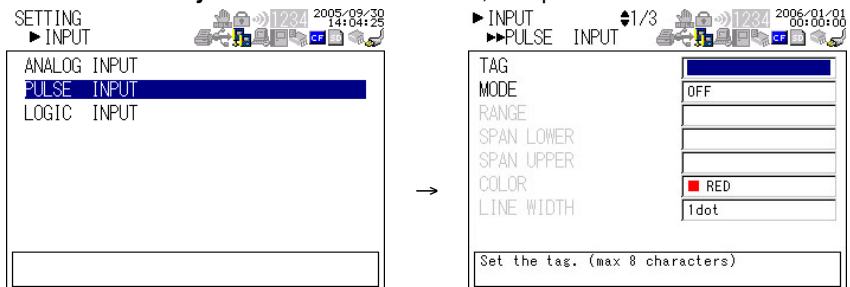 SETTING
▶ INPUT
1234
2005/09/30
14:04:25
CF
ANALOG INPUT
PULSE INPUT
LOGIC INPUT
→
▶ INPUT 1/3
▶▶PULSE INPUT
1234
2006/01/01
00:00:00
CF
TAG
MODE OFF
RANGE
SPAN LOWER
SPAN UPPER
COLOR RED
LINE WIDTH 1dot
Set the tag. (max 8 characters)